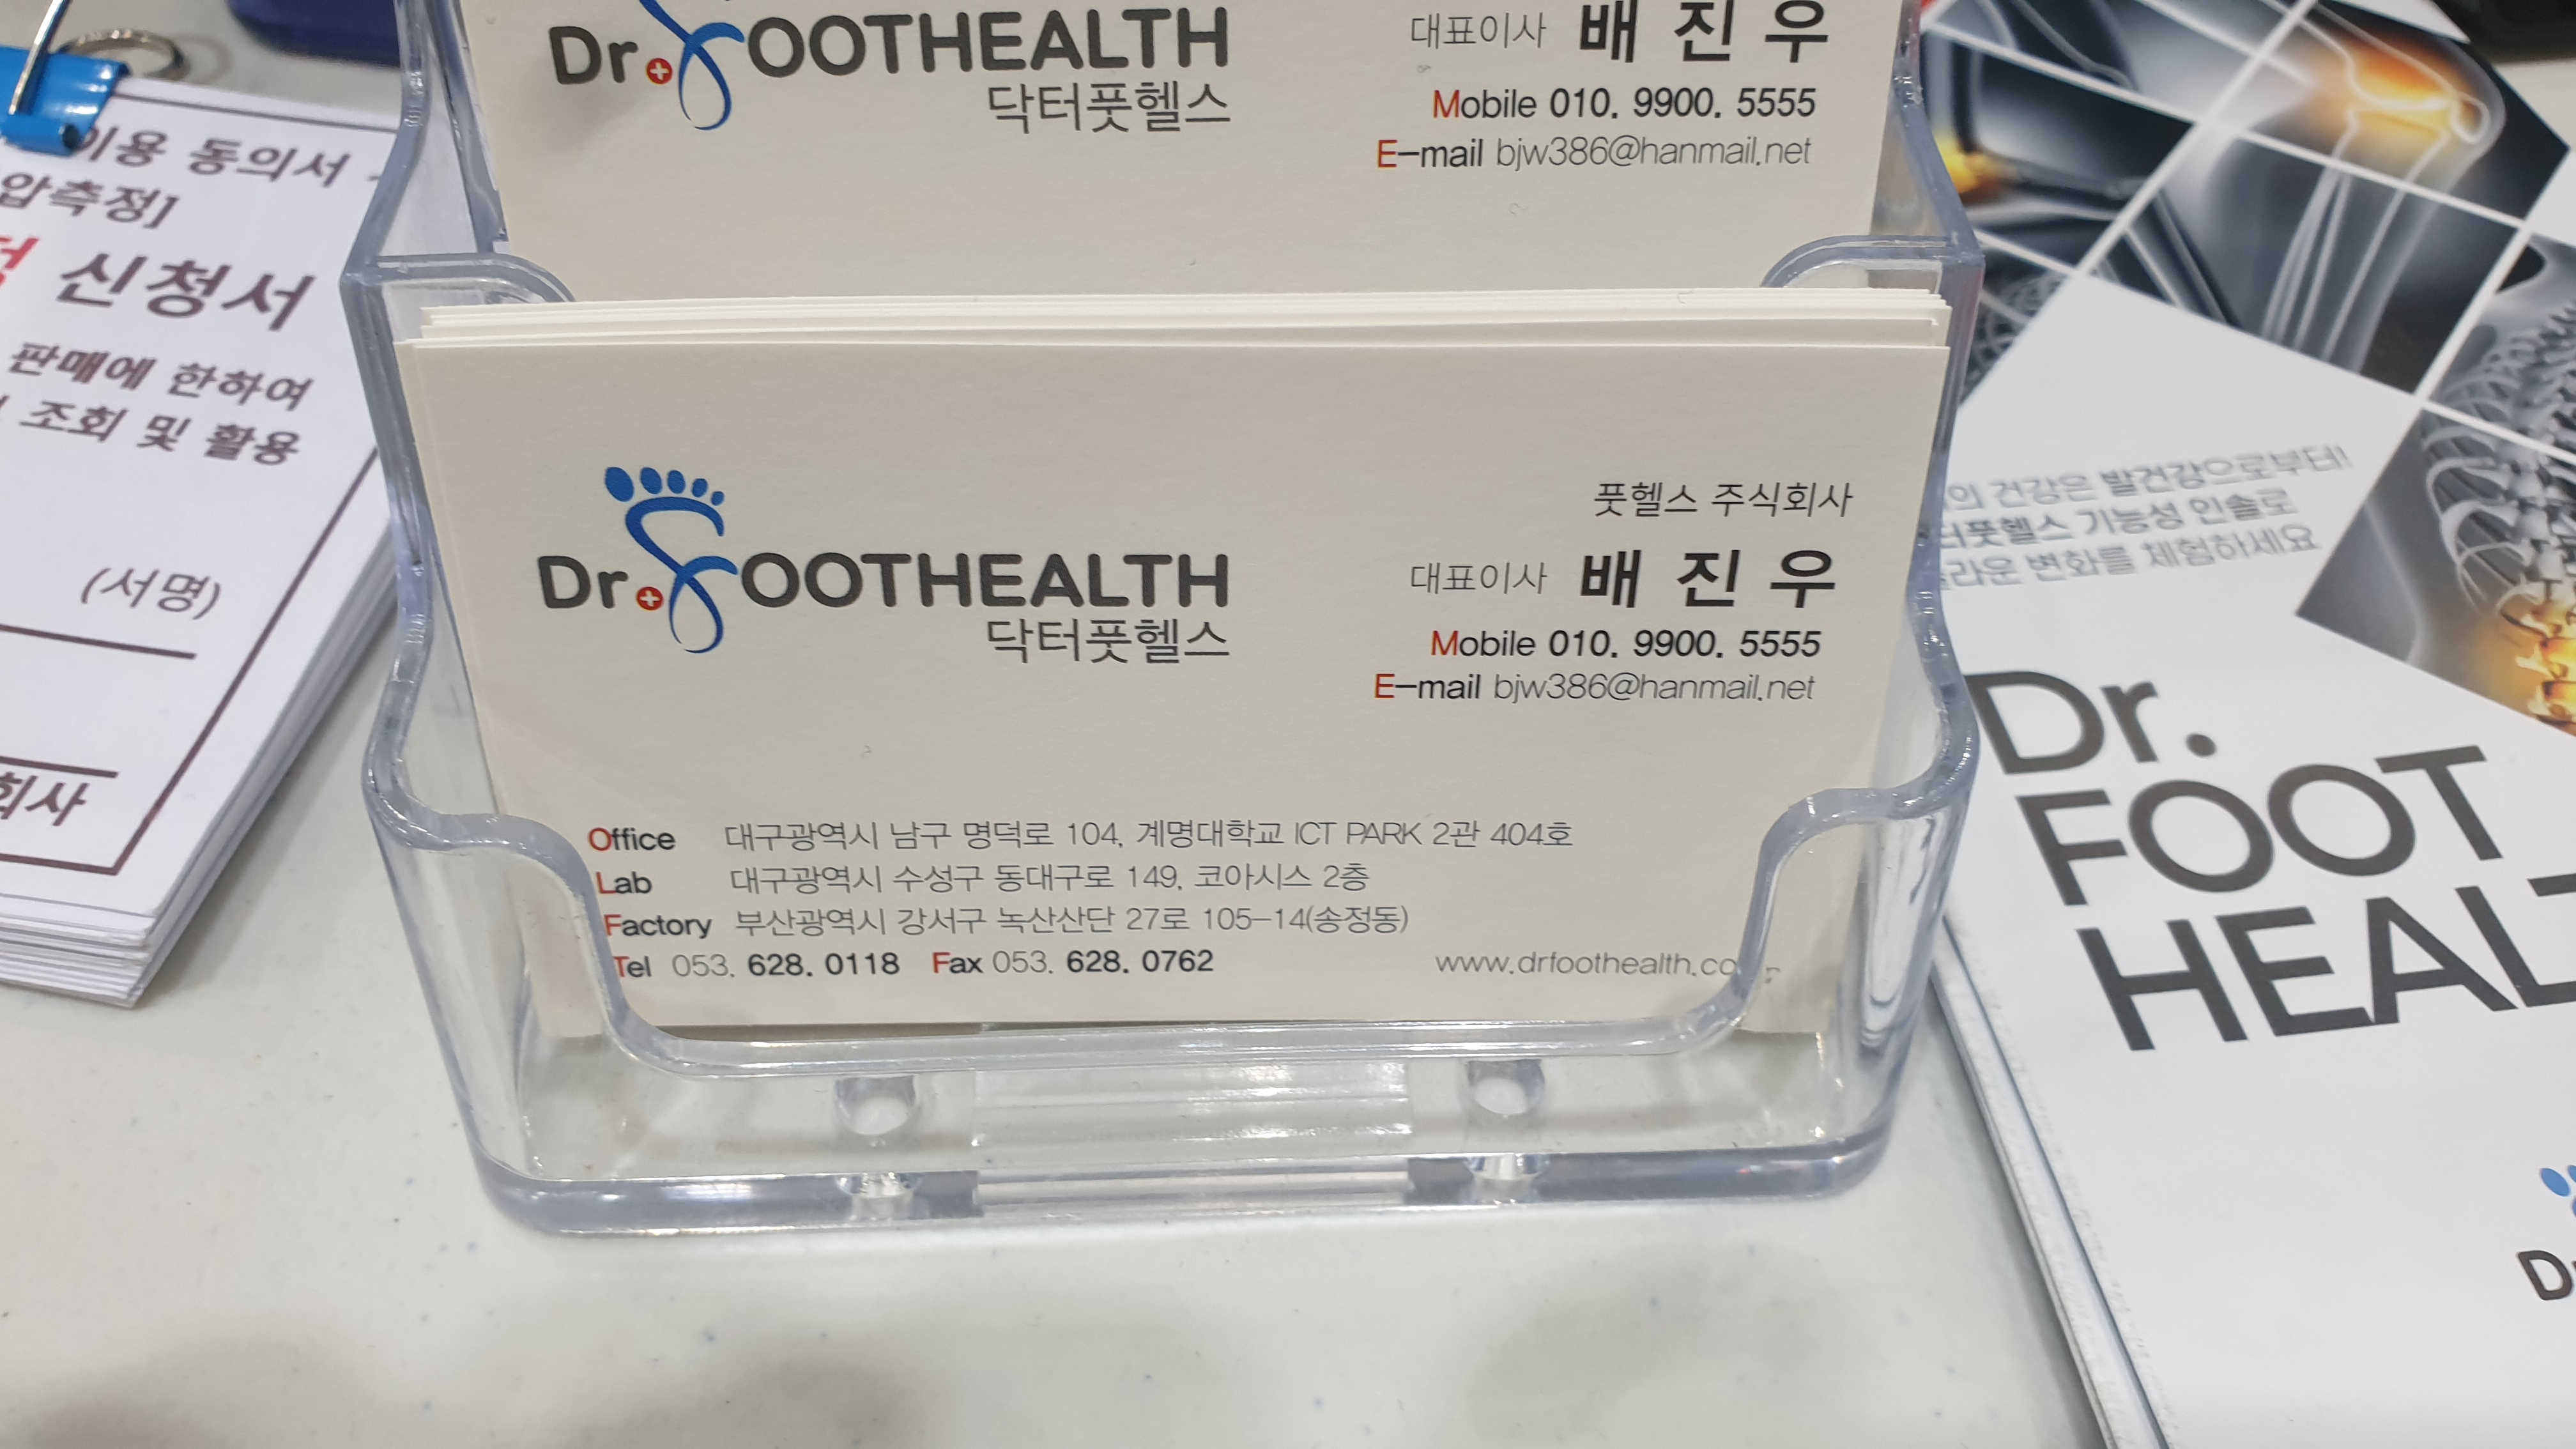 이용 동의서
압측정]
신청서
판매에 한하여
조회 및 활용
(서명)
회사
Dr.FOOTHEALTH
닥터풋헬스
대표이사 배 진 우
Mobile 010. 9900. 5555
E-mail bjw386@hanmail.net
풋헬스 주식회사
Dr.FOOTHEALTH
닥터풋헬스
대표이사 배 진 우
Mobile 010. 9900. 5555
E-mail bjw386@hanmail.net
Office 대구광역시 남구 명덕로 104, 계명대학교 ICT PARK 2관 404호
Lab 대구광역시 수성구 동대구로 149, 코아시스 2층
Factory 부산광역시 강서구 녹산산단 27로 105-14(송정동)
Tel 053. 628. 0118 Fax 053. 628. 0762
www.drfoothealth.co
의 건강은 발건강으로부터!
터풋헬스 기능성 인솔로
라운 변화를 체험하세요
Dr.
FOOT
HEAL